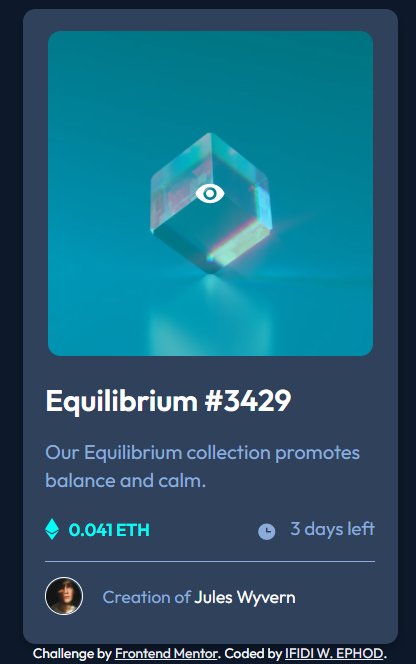 Equilibrium #3429
Our Equilibrium collection promotes
balance and calm.
0.041 ETH
3 days left
Creation of Jules Wyvern
Challenge by Frontend Mentor. Coded by IFIDI W. EPHOD.